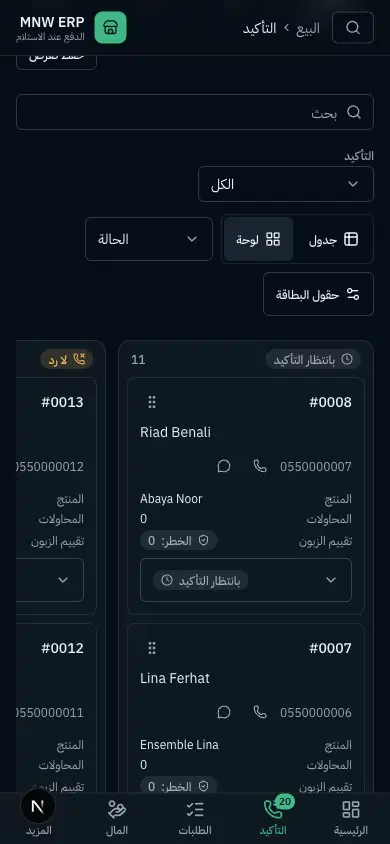 البيع › التأكيد
MNW ERP
الدفع عند الاستلام
بحث
التأكيد
الكل
جدول
لوحة
الحالة
حقول البطاقة
بانتظار التأكيد
11
#0008
Riad Benali
0550000007
المنتج
Abaya Noor
المحاولات
0
تقييم الزبون
الخطر: 0
بانتظار التأكيد
#0007
Lina Ferhat
0550000006
المنتج
Ensemble Lina
المحاولات
0
تقييم الزبون
الخطر: 0
لا رد
#0013
0550000012
المنتج
المحاولات
تقييم الزبون
#0012
0550000011
المنتج
المحاولات
تقييم الزبون
الرئيسية
20
التأكيد
الطلبات
المال
المزيد
N